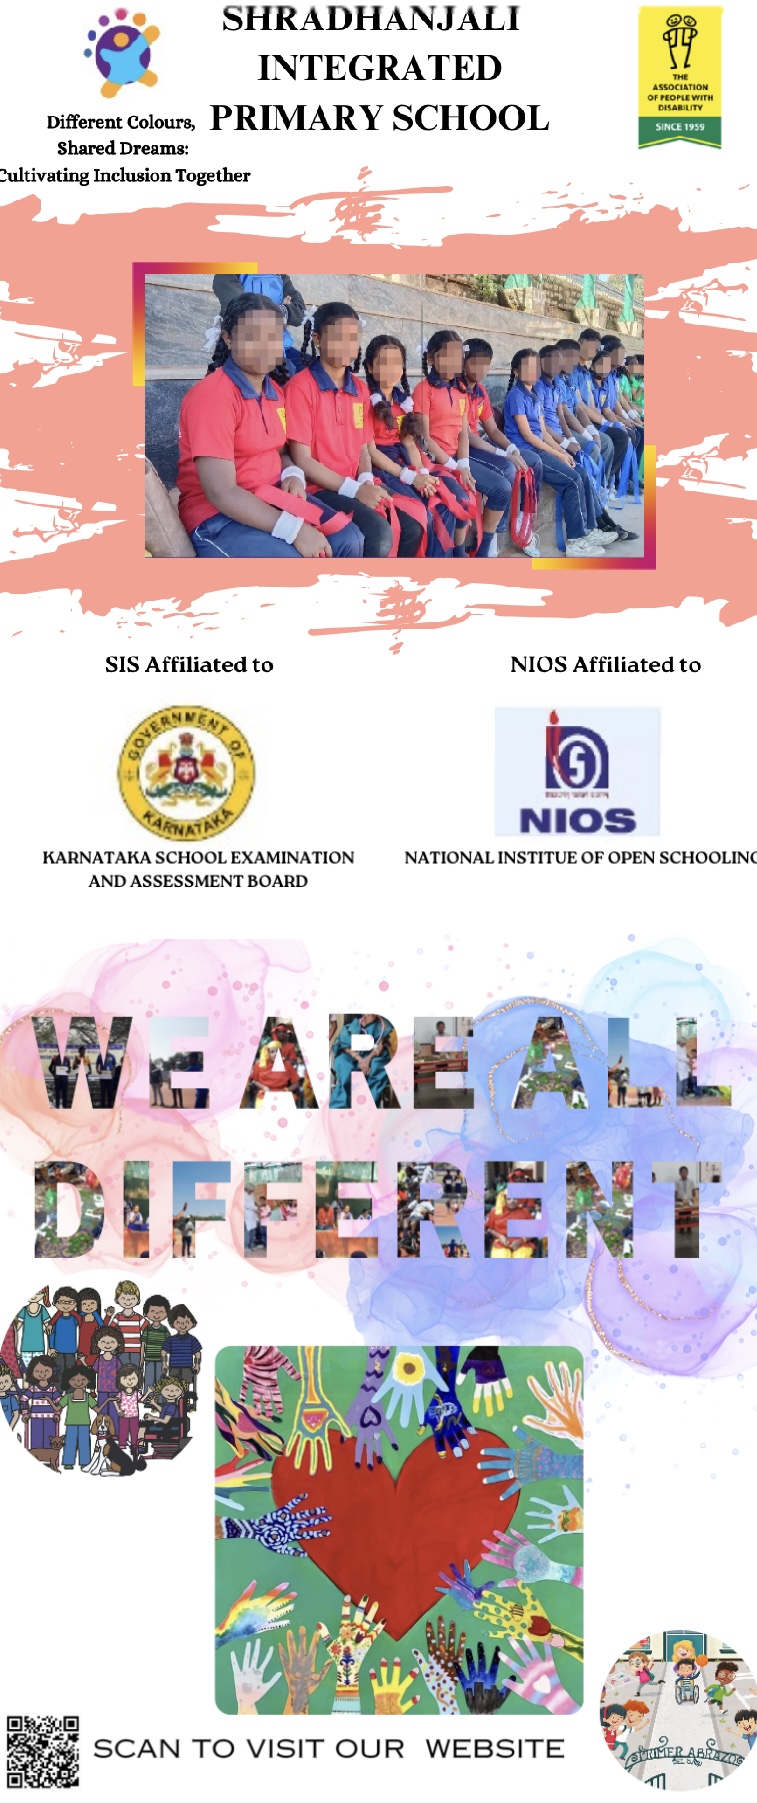 SHRADHANJALI
INTEGRATED
PRIMARY SCHOOL
Different Colours,
Shared Dreams:
Cultivating Inclusion Together
THE
ASSOCIATION
OF PEOPLE WITH
DISABILITY
SINCE 1959
SIS Affiliated to
GOVERNMENT OF
KARNATAKA
KARNATAKA SCHOOL EXAMINATION
AND ASSESSMENT BOARD
NIOS Affiliated to
NIOS
NATIONAL INSTITUE OF OPEN SCHOOLING
WE ARE ALL
DIFFERENT
PRIMER ABRAZO
SCAN TO VISIT OUR WEBSITE